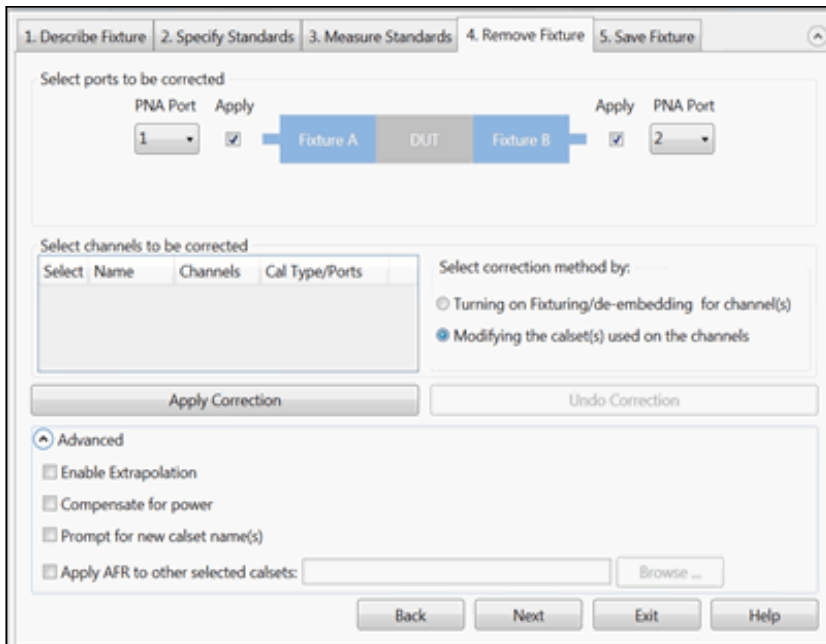 1. Describe Fixture 2. Specify Standards 3. Measure Standards 4. Remove Fixture 5. Save Fixture
Select ports to be corrected
PNA Port Apply Apply PNA Port
1 Fixture A DUT Fixture B 2
Select channels to be corrected
Select Name Channels Cal Type/Ports
Select correction method by:
Turning on Fixturing/de-embedding for channel(s)
Modifying the calset(s) used on the channels
Apply Correction Undo Correction
Advanced
Enable Extrapolation
Compensate for power
Prompt for new calset name(s)
Apply AFR to other selected calsets: Browse ...
Back Next Exit Help